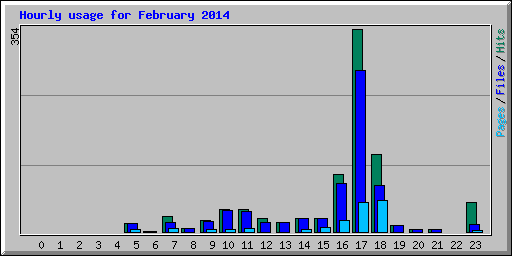 Hourly usage for February 2014
354
Pages / Files / Hits
0 1 2 3 4 5 6 7 8 9 10 11 12 13 14 15 16 17 18 19 20 21 22 23